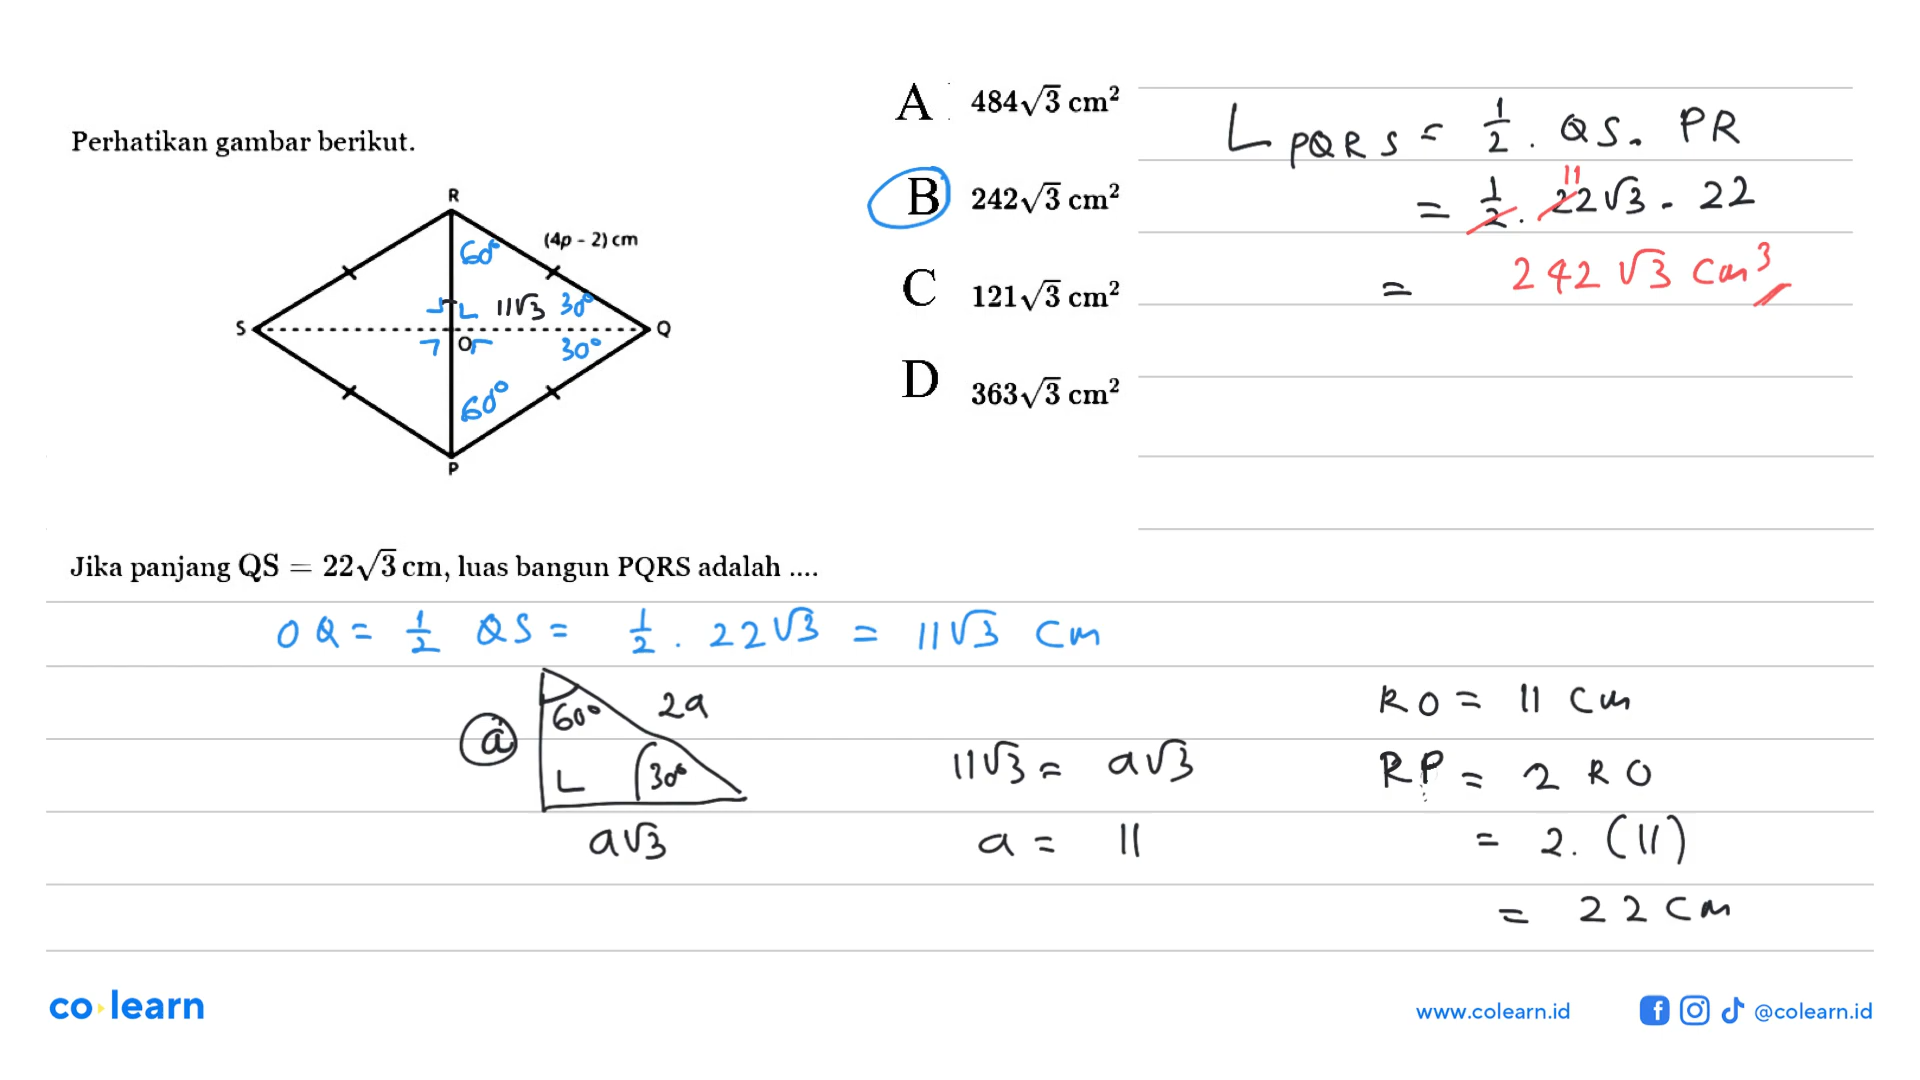 Perhatikan gambar berikut.
R
60°
(4p - 2) cm
11√3 30°
S
O
Q
30°
60°
P
A 484√3 cm²
B 242√3 cm²
C 121√3 cm²
D 363√3 cm²
L PQRS = 1/2 . QS . PR
= 1/2 . 22√3 . 22
11
= 242 √3 cm³
Jika panjang QS = 22√3 cm, luas bangun PQRS adalah ....
OQ = 1/2 QS = 1/2 . 22√3 = 11√3 cm
a
60°
2a
30°
a√3
11√3 = a√3
a = 11
RO = 11 cm
RP = 2 RO
= 2. (11)
= 22 cm
co learn
www.colearn.id
@colearn.id